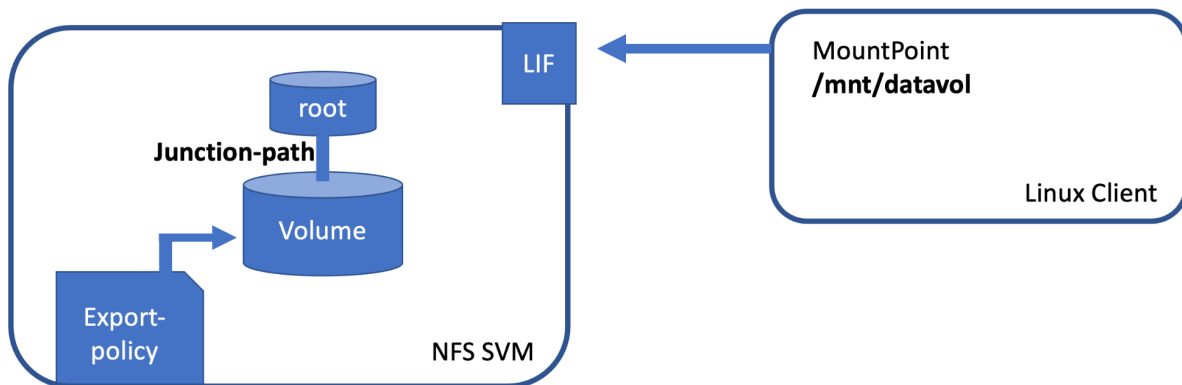 LIF
root
Junction-path
Volume
Export-
policy
NFS SVM
MountPoint
/mnt/datavol
Linux Client